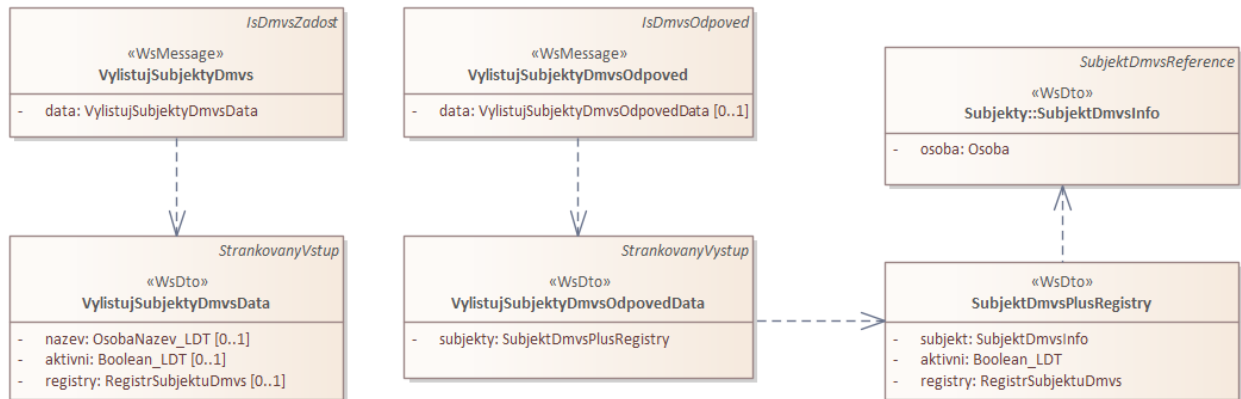 IsDmvsZadost
«WsMessage»
VylistujSubjektyDmvs
- data: VylistujSubjektyDmvsData
IsDmvsOdpoved
«WsMessage»
VylistujSubjektyDmvsOdpoved
- data: VylistujSubjektyDmvsOdpovedData [0..1]
SubjektDmvsReference
«WsDto»
Subjekty::SubjektDmvsInfo
- osoba: Osoba
StrankovanyVstup
«WsDto»
VylistujSubjektyDmvsData
- nazev: OsobaNazev_LDT [0..1]
- aktivni: Boolean_LDT [0..1]
- registry: RegistrSubjektuDmvs [0..1]
StrankovanyVystup
«WsDto»
VylistujSubjektyDmvsOdpovedData
- subjekty: SubjektDmvsPlusRegistry
«WsDto»
SubjektDmvsPlusRegistry
- subjekt: SubjektDmvsInfo
- aktivni: Boolean_LDT
- registry: RegistrSubjektuDmvs